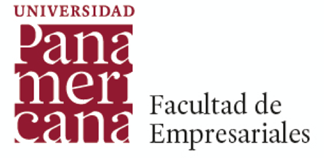 UNIVERSIDAD
Pana
meri
cana
Facultad de
Empresariales